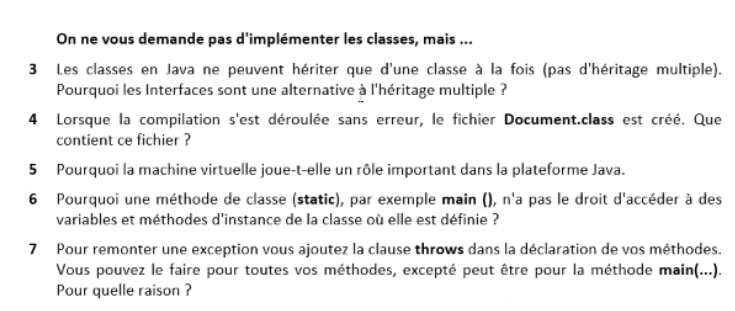 On ne vous demande pas d'implémenter les classes, mais ...
3 Les classes en Java ne peuvent hériter que d'une classe à la fois (pas d'héritage multiple).
Pourquoi les Interfaces sont une alternative à l'héritage multiple ?
4 Lorsque la compilation s'est déroulée sans erreur, le fichier Document.class est créé. Que
contient ce fichier ?
5 Pourquoi la machine virtuelle joue-t-elle un rôle important dans la plateforme Java.
6 Pourquoi une méthode de classe (static), par exemple main (), n'a pas le droit d'accéder à des
variables et méthodes d'instance de la classe où elle est définie ?
7 Pour remonter une exception vous ajoutez la clause throws dans la déclaration de vos méthodes.
Vous pouvez le faire pour toutes vos méthodes, excepté peut être pour la méthode main(...).
Pour quelle raison ?